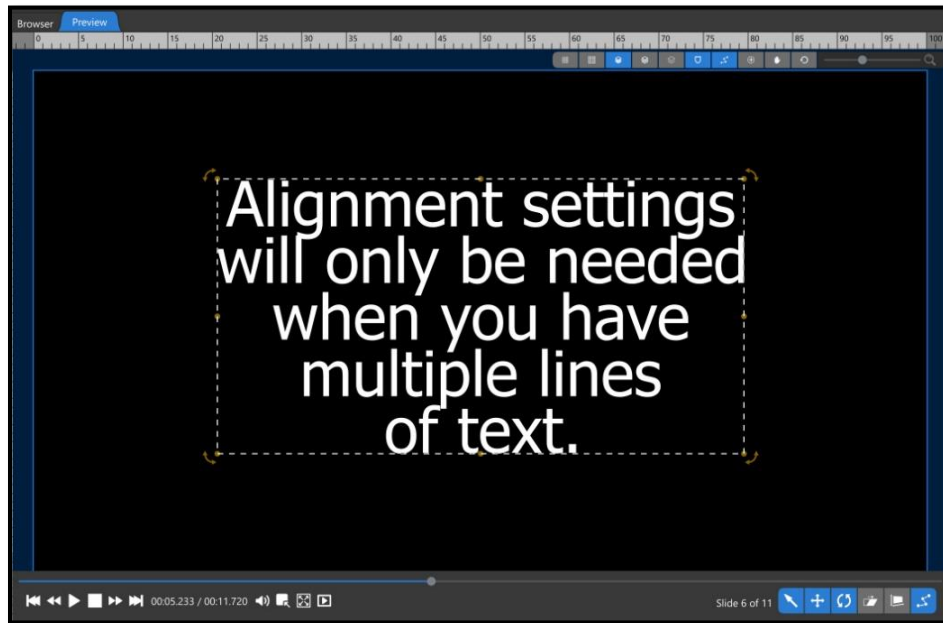 Browser Preview
0 5 10 15 20 25 30 35 40 45 50 55 60 65 70 75 80 85 90 95 100
Alignment settings
will only be needed
when you have
multiple lines
of text.
00:05.233 / 00:11.720 Slide 6 of 11